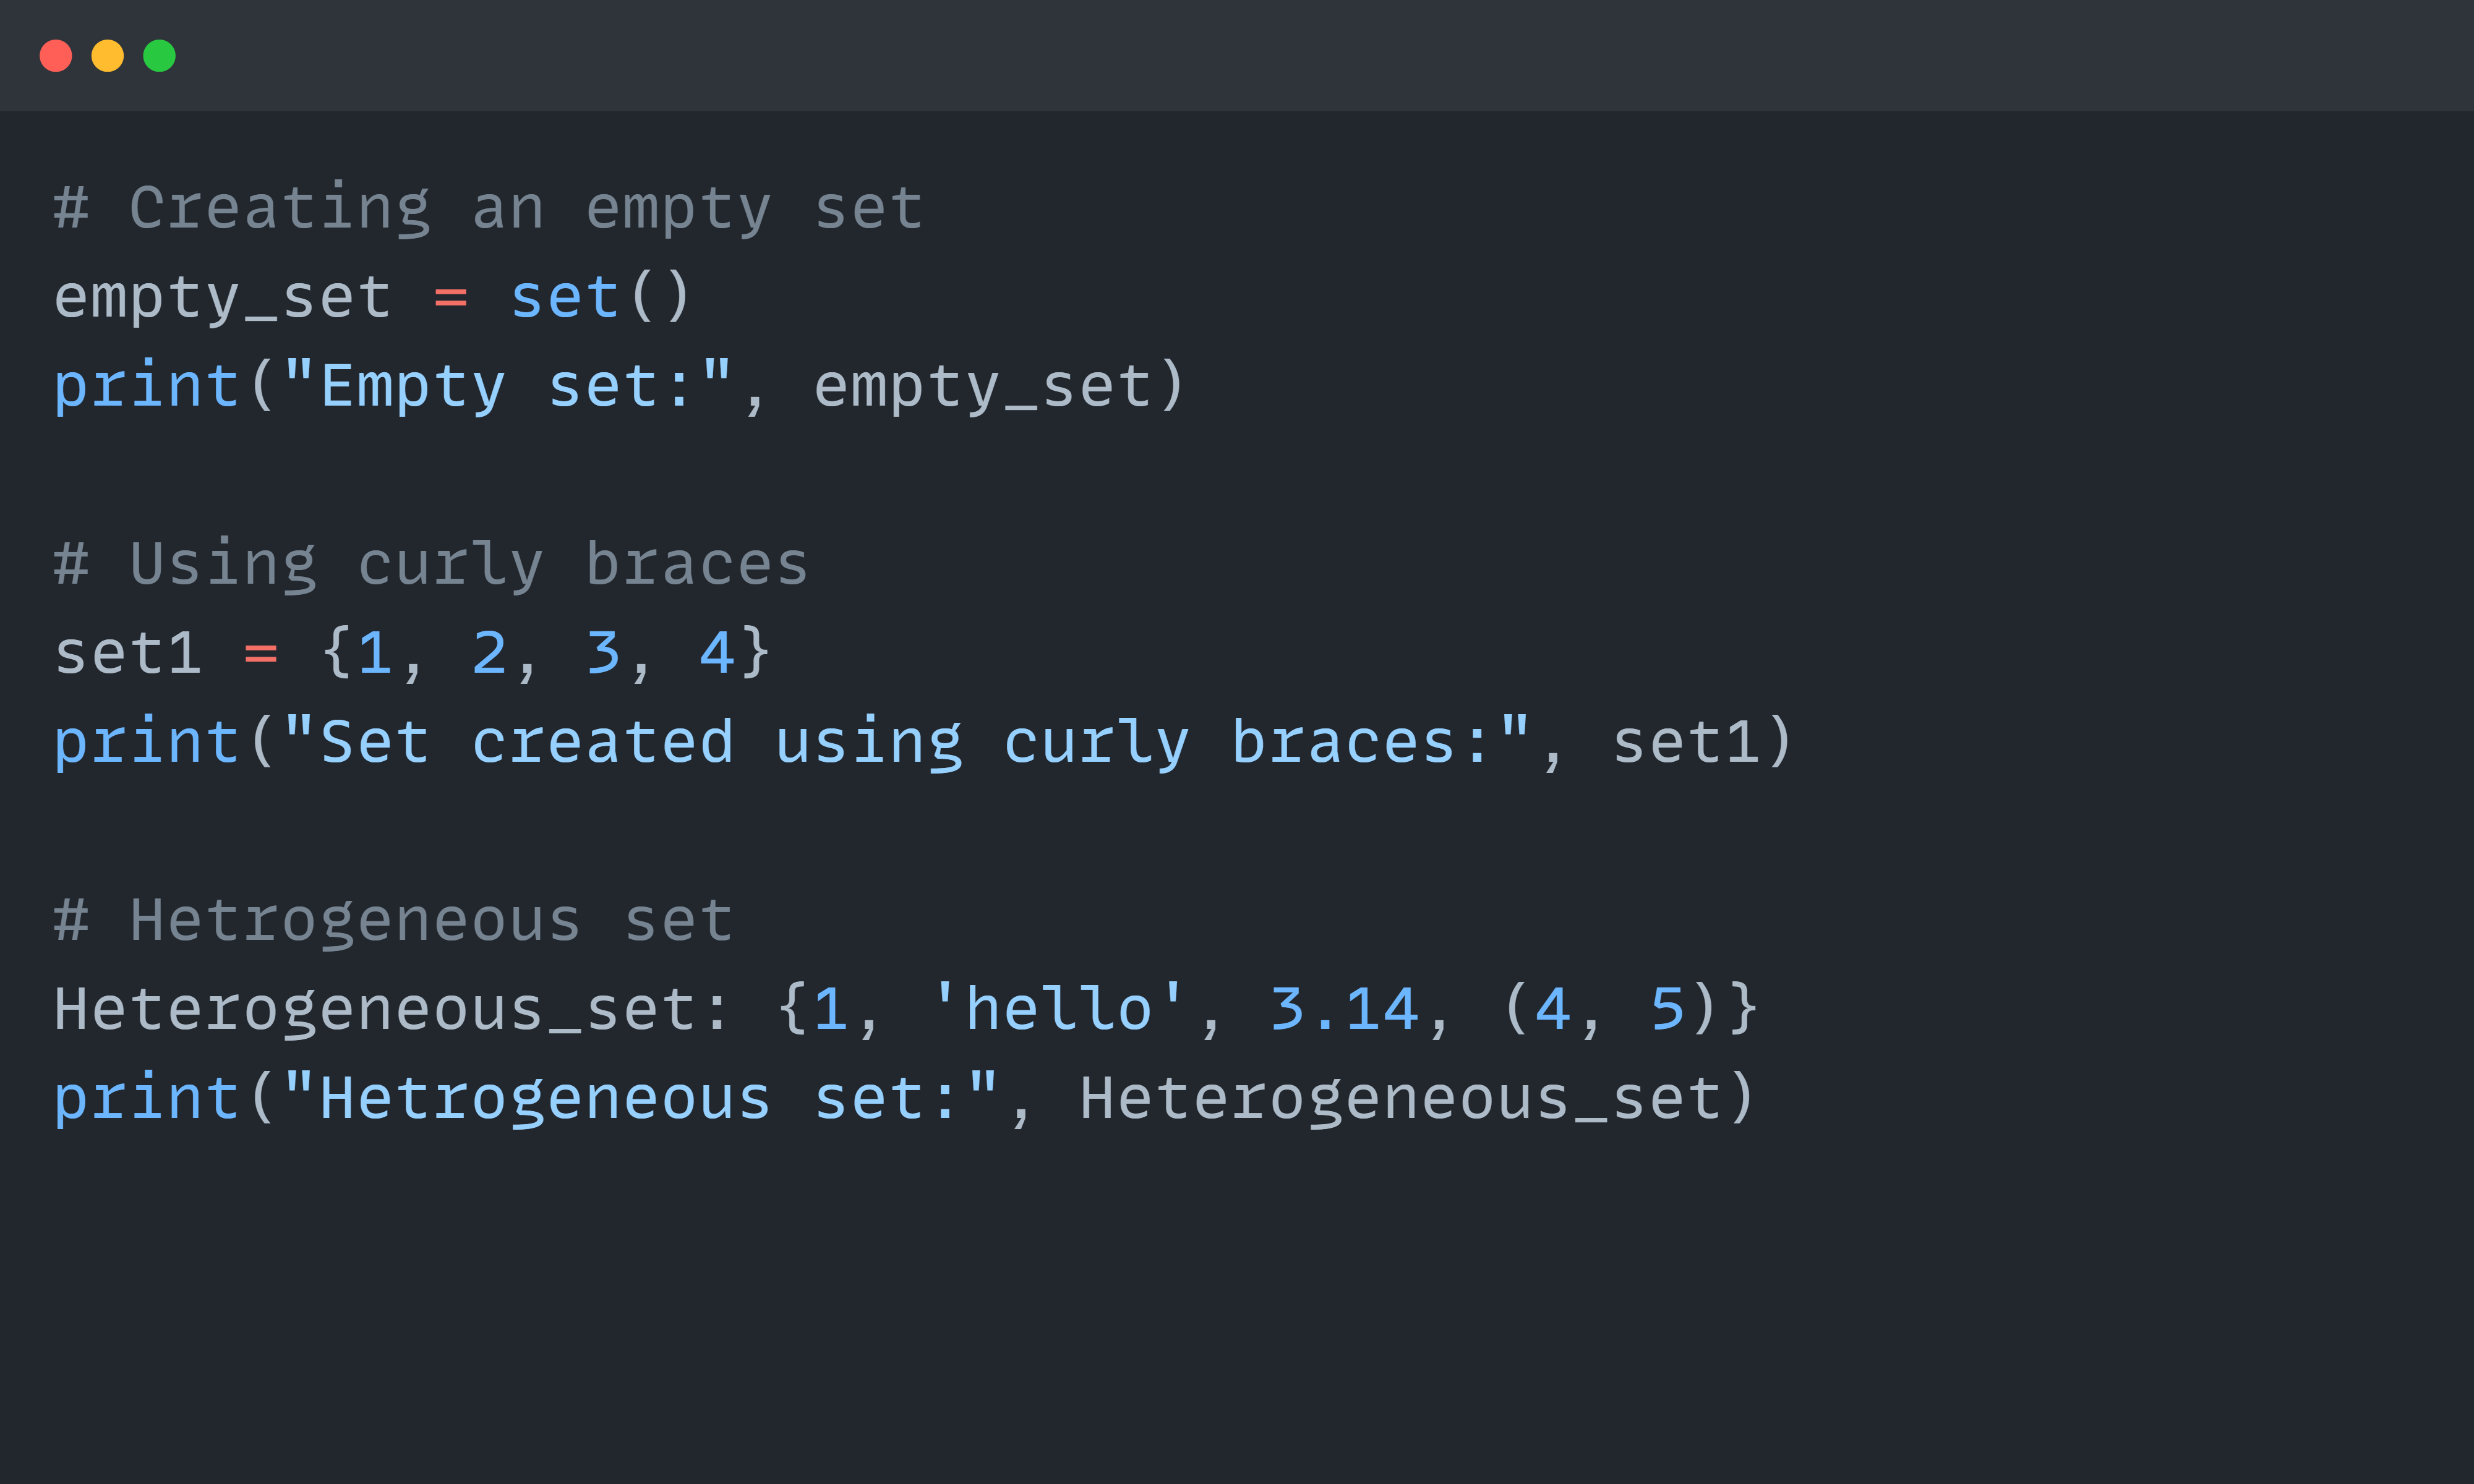 # Creating an empty set
empty_set = set()
print("Empty set:", empty_set)
# Using curly braces
set1 = {1, 2, 3, 4}
print("Set created using curly braces:", set1)
# Hetrogeneous set
Heterogeneous_set: {1, 'hello', 3.14, (4, 5)}
print("Hetrogeneous set:", Heterogeneous_set)